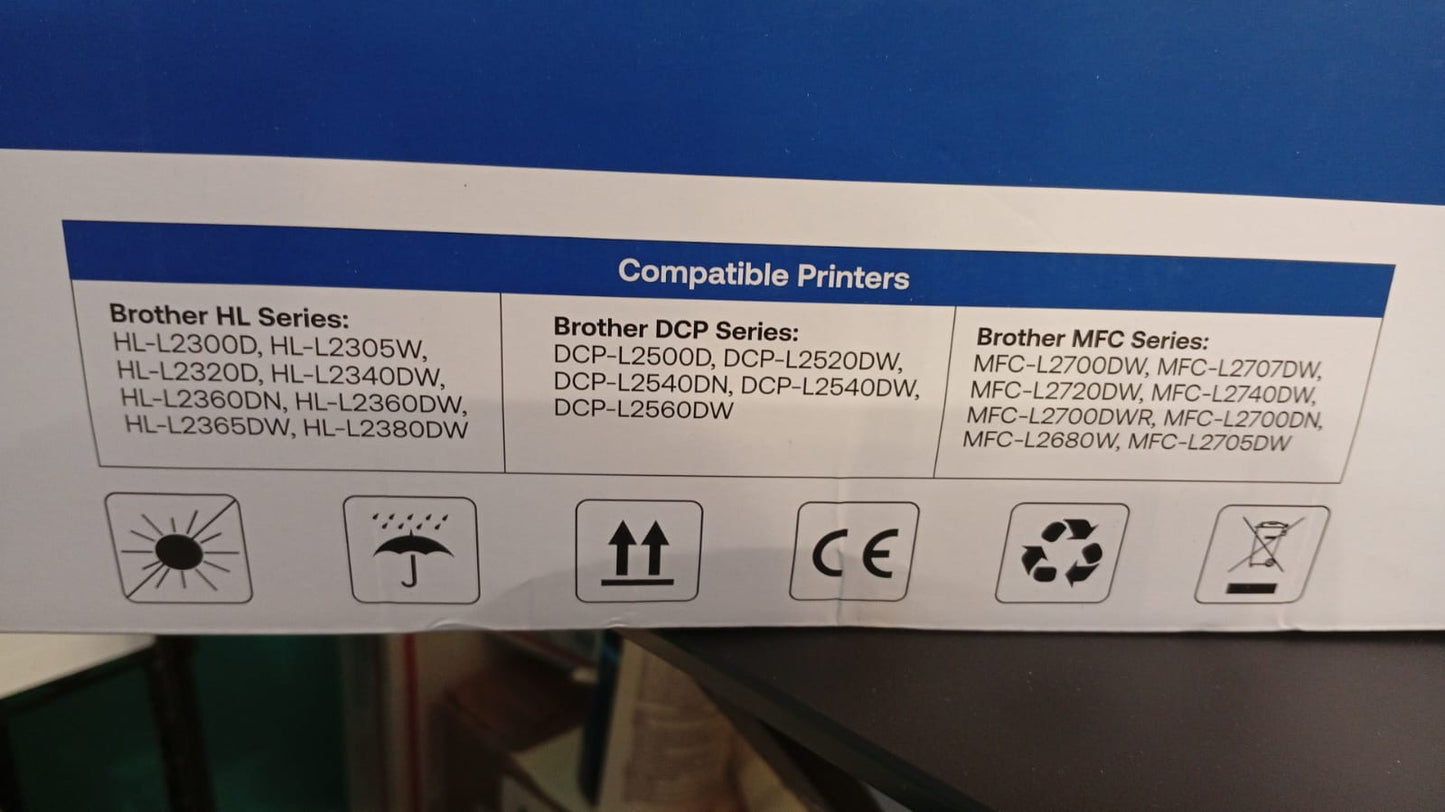 Compatible Printers
Brother HL Series:
HL-L2300D, HL-L2305W,
HL-L2320D, HL-L2340DW,
HL-L2360DN, HL-L2360DW,
HL-L2365DW, HL-L2380DW
Brother DCP Series:
DCP-L2500D, DCP-L2520DW,
DCP-L2540DN, DCP-L2540DW,
DCP-L2560DW
Brother MFC Series:
MFC-L2700DW, MFC-L2707DW,
MFC-L2720DW, MFC-L2740DW,
MFC-L2700DWR, MFC-L2700DN,
MFC-L2680W, MFC-L2705DW
CE